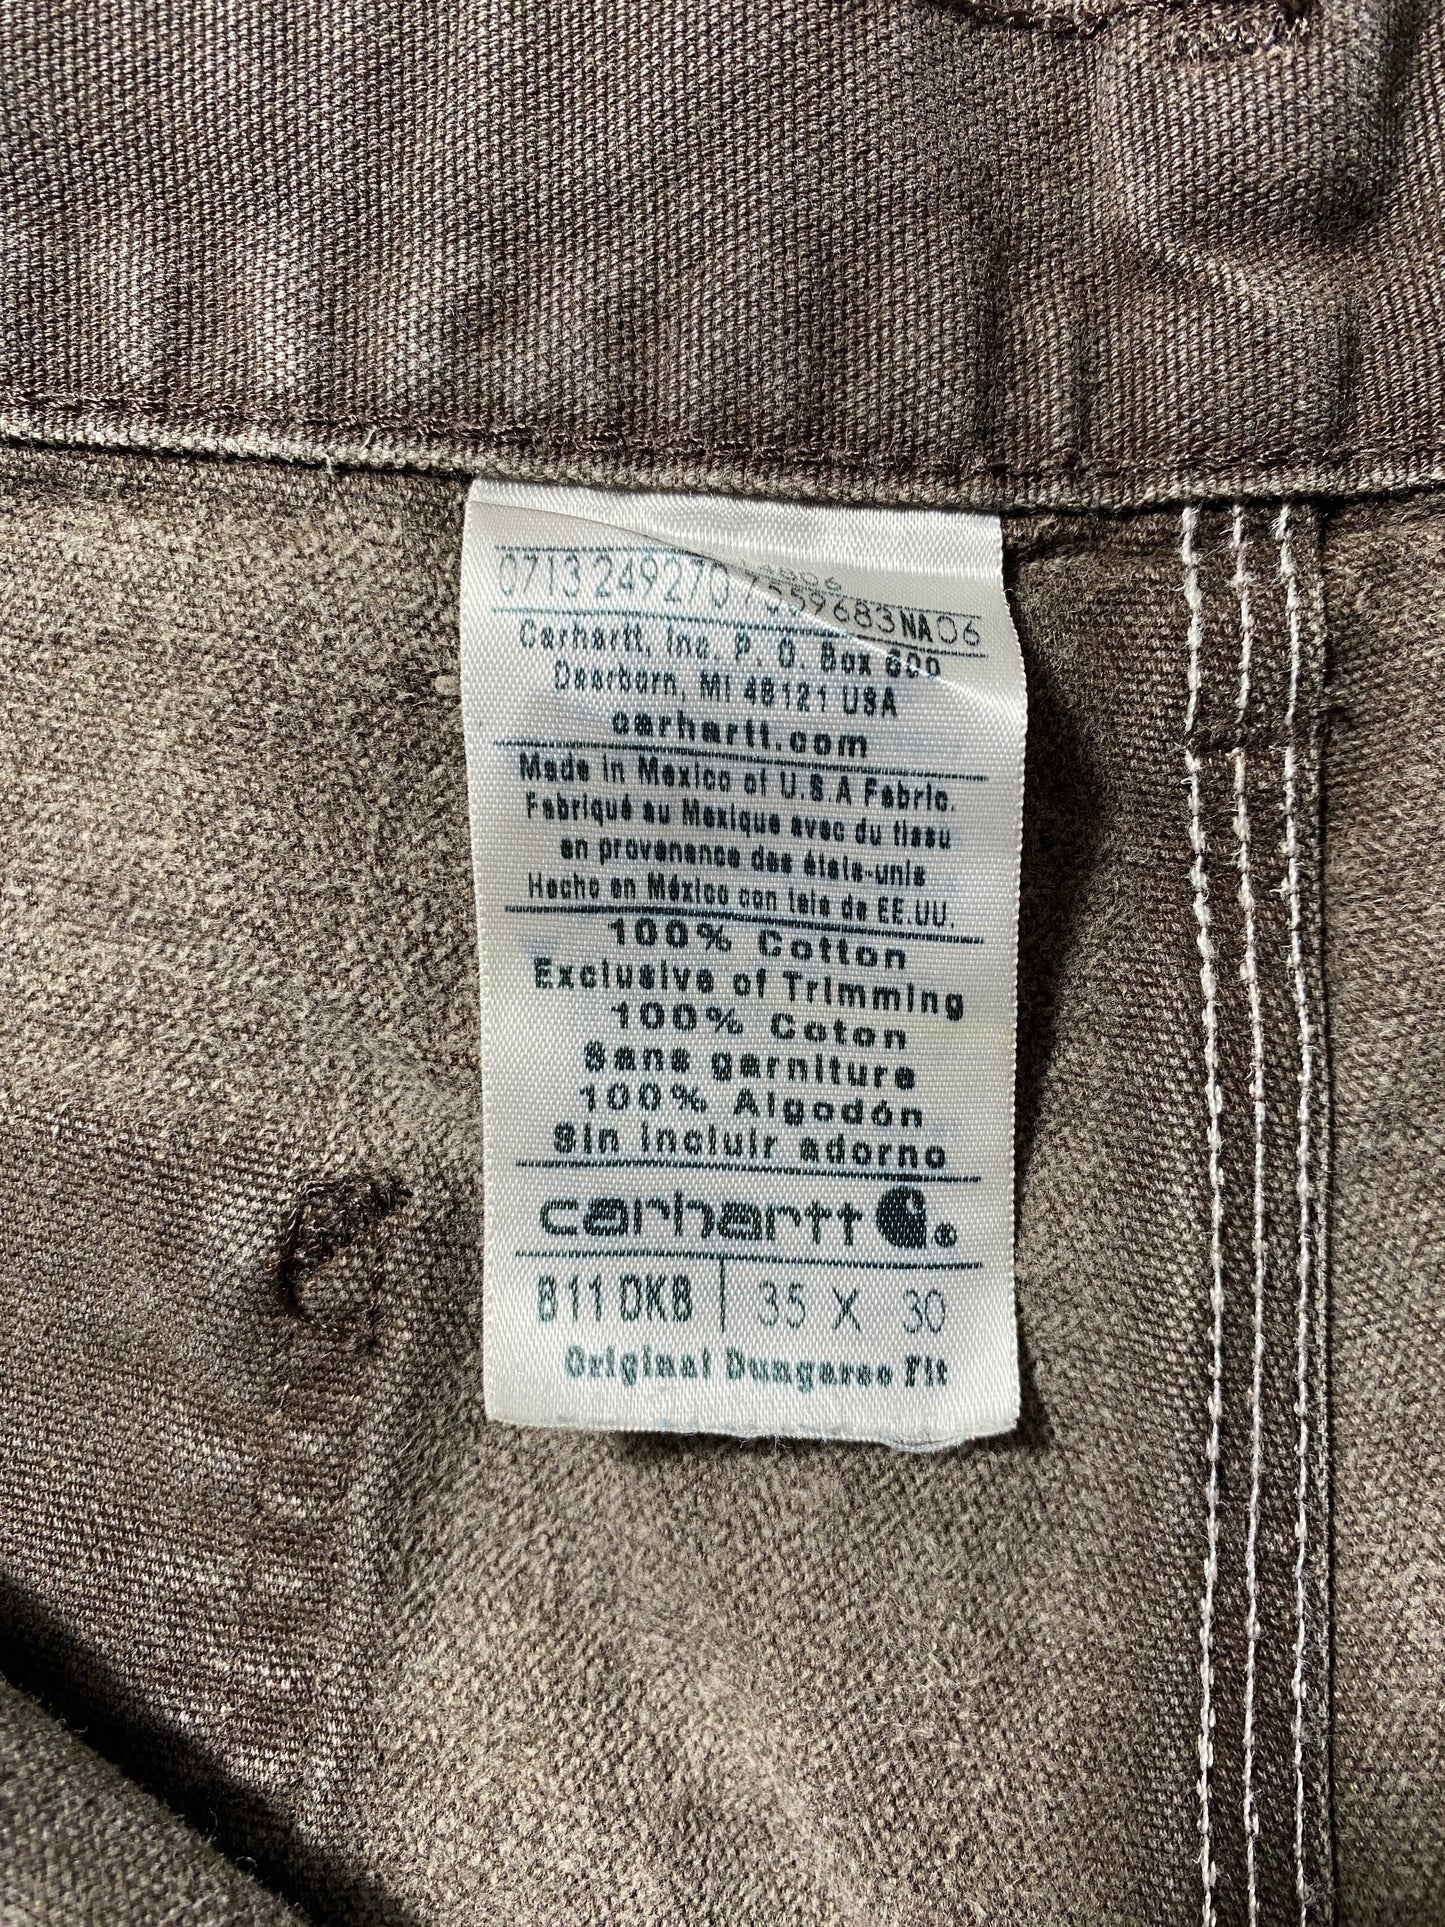 0713 249270 7559683NA06
Carhartt, Inc. P. O. Box 600
Dearborn, MI 48121 USA
carhartt.com
Made in Mexico of U.S.A Fabric.
Fabriqué au Mexique avec du tissu
en provenance des états-unis
Hecho en México con tela de EE.UU.
100% Cotton
Exclusive of Trimming
100% Coton
Sans garniture
100% Algodón
Sin incluir adorno
carhartt ®
B11 DKB | 35 X 30
Original Dungaree Fit